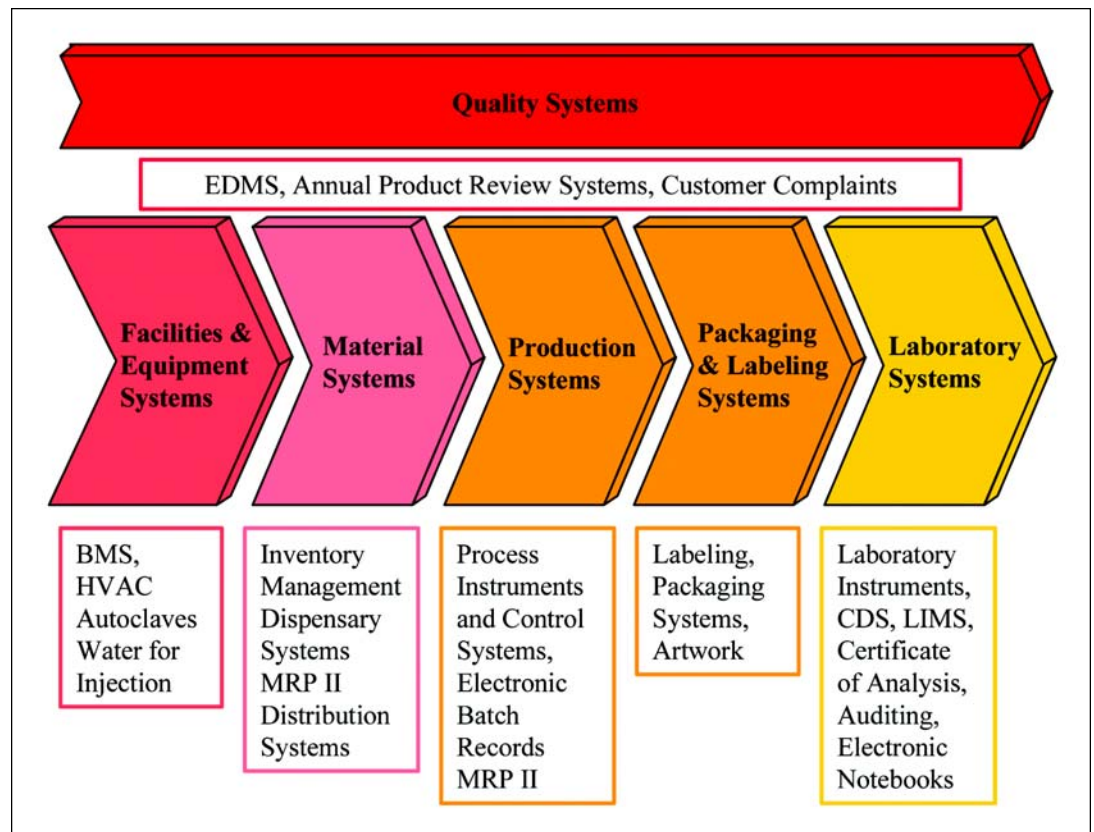 Quality Systems
EDMS, Annual Product Review Systems, Customer Complaints
Facilities &
Equipment
Systems
Material
Systems
Production
Systems
Packaging
& Labeling
Systems
Laboratory
Systems
BMS,
HVAC
Autoclaves
Water for
Injection
Inventory
Management
Dispensary
Systems
MRP II
Distribution
Systems
Process
Instruments
and Control
Systems,
Electronic
Batch
Records
MRP II
Labeling,
Packaging
Systems,
Artwork
Laboratory
Instruments,
CDS, LIMS,
Certificate
of Analysis,
Auditing,
Electronic
Notebooks